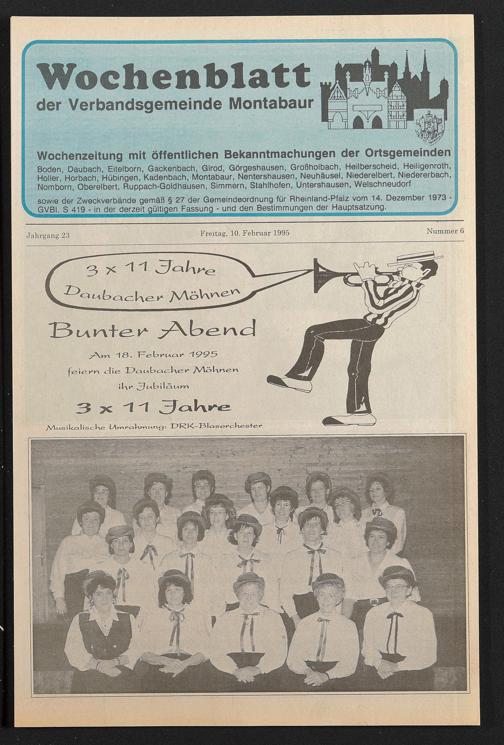 Wochenblatt
der Verbandsgemeinde Montabaur
Wochenzeitung mit öffentlichen Bekanntmachungen der Ortsgemeinden
Boden, Daubach, Eitelborn, Gackenbach, Girod, Görgeshausen, Großholbach, Heilberscheid, Heiligenroth,
Holler, Horbach, Hübingen, Kadenbach, Montabaur, Nentershausen, Neuhäusel, Niederelbert, Niedererbach,
Nomborn, Oberelbert, Ruppach-Goldhausen, Simmern, Stahlhofen, Untershausen, Welschneudorf
sowie der Zweckverbände gemäß § 27 der Gemeindeordnung für Rheinland-Pfalz vom 14. Dezember 1973 -
GVBl. S 419 - in der derzeit gültigen Fassung - und den Bestimmungen der Hauptsatzung.
Jahrgang 23 Freitag, 10. Februar 1995 Nummer 6
3 x 11 Jahre
Daubacher Möhnen
Bunter Abend
Am 18. Februar 1995
feiern die Daubacher Möhnen
ihr Jubiläum
3 x 11 Jahre
Musikalische Umrahmung: DRK-Blasorchester